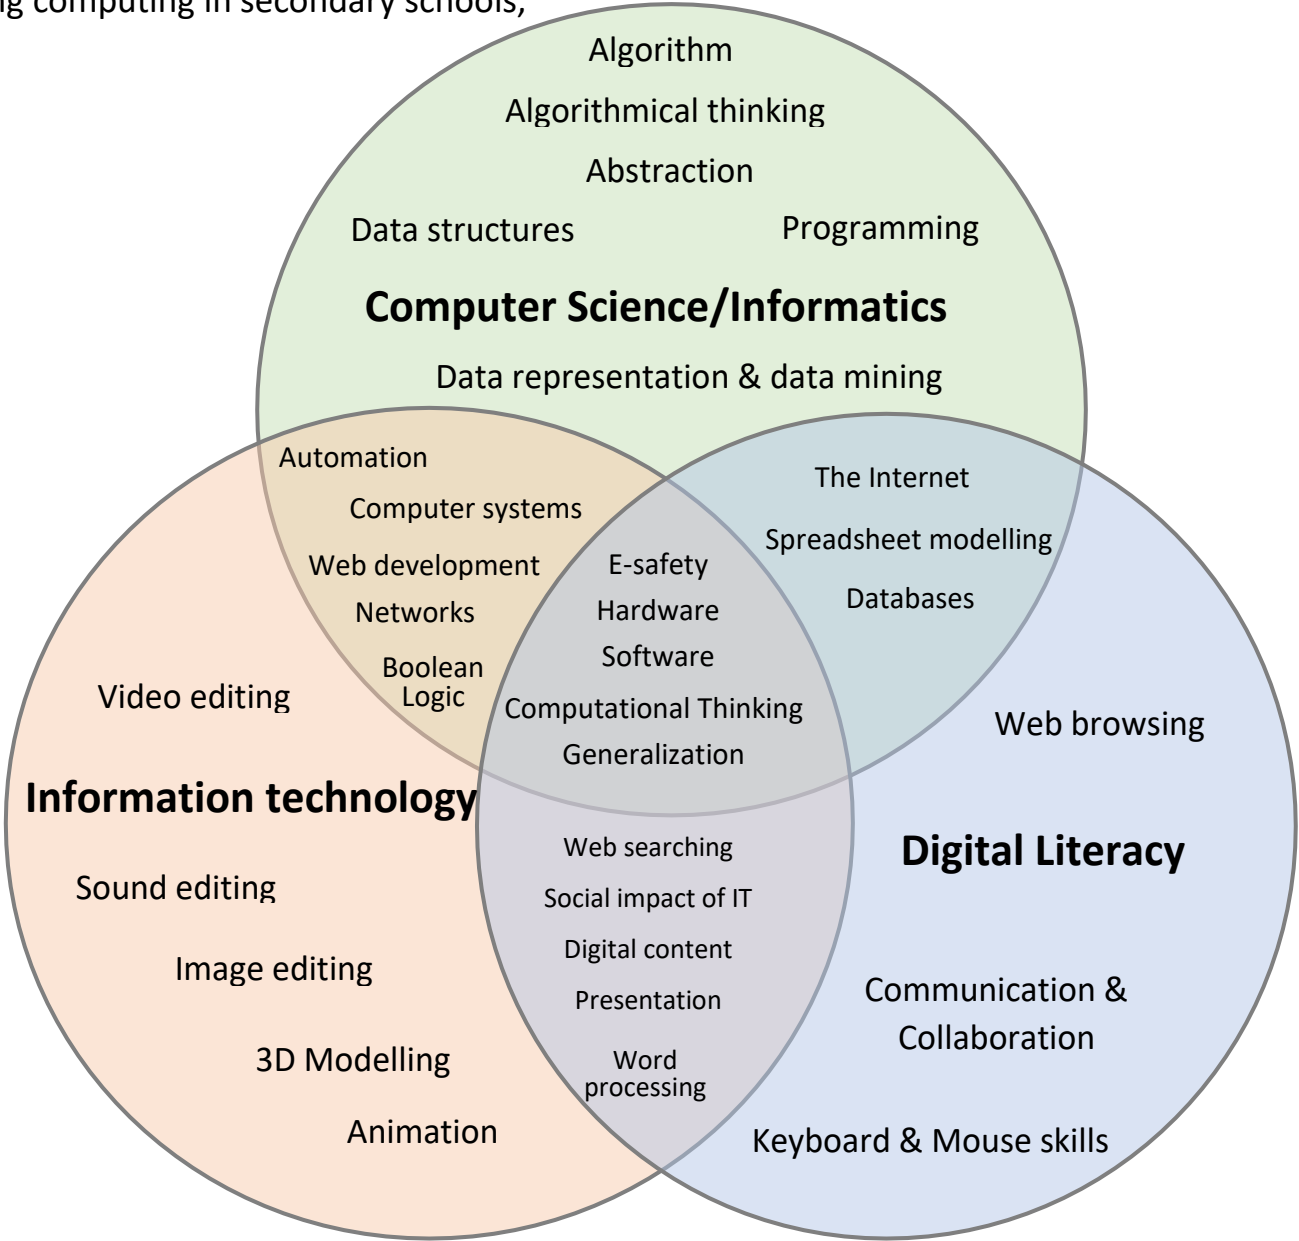 ng computing in secondary schools,
Algorithm
Algorithmical thinking
Abstraction
Data structures
Programming
Computer Science/Informatics
Data representation & data mining
Automation
Computer systems
Web development
Networks
Boolean
Logic
The Internet
Spreadsheet modelling
Databases
E-safety
Hardware
Software
Computational Thinking
Generalization
Video editing
Information technology
Sound editing
Image editing
3D Modelling
Animation
Web searching
Social impact of IT
Digital content
Presentation
Word
processing
Web browsing
Digital Literacy
Communication &
Collaboration
Keyboard & Mouse skills